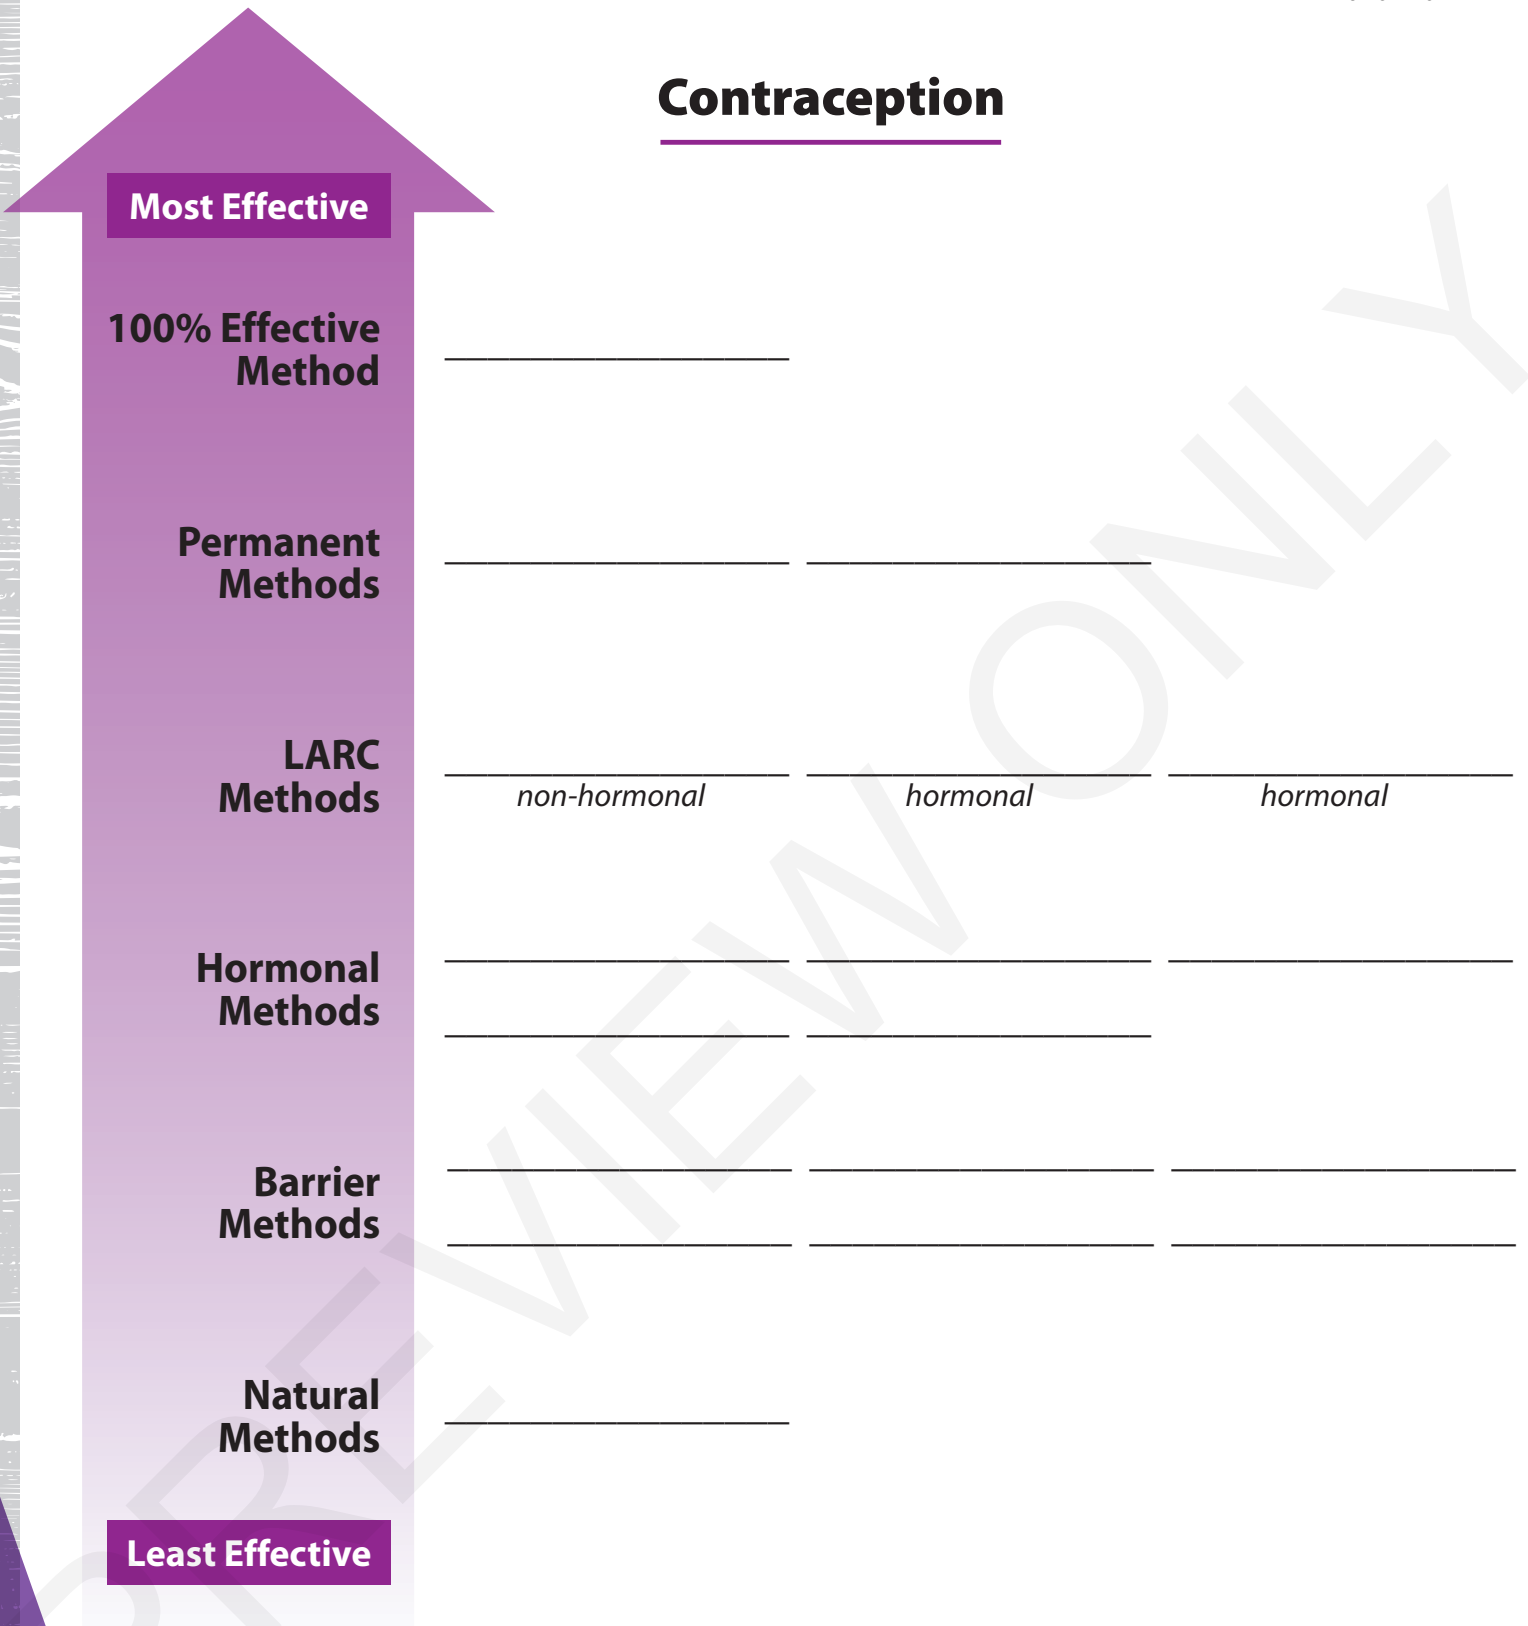 Contraception
Most Effective
100% Effective
Method
Permanent
Methods
LARC
Methods
non-hormonal hormonal hormonal
Hormonal
Methods
Barrier
Methods
Natural
Methods
Least Effective
PREVIEW ONLY